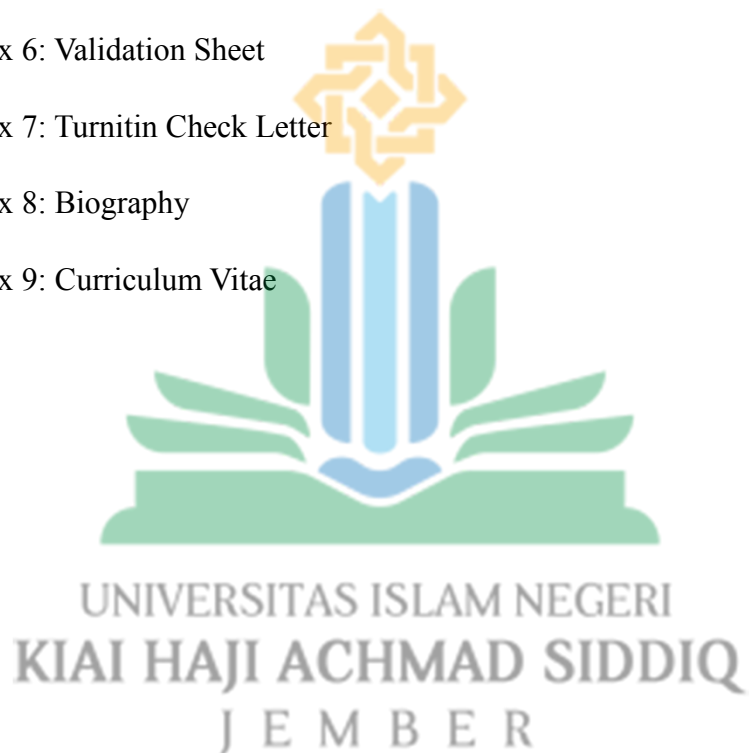 x 6: Validation Sheet
x 7: Turnitin Check Letter
x 8: Biography
x 9: Curriculum Vitae
UNIVERSITAS ISLAM NEGERI
KIAI HAJI ACHMAD SIDDIQ
JEMBER